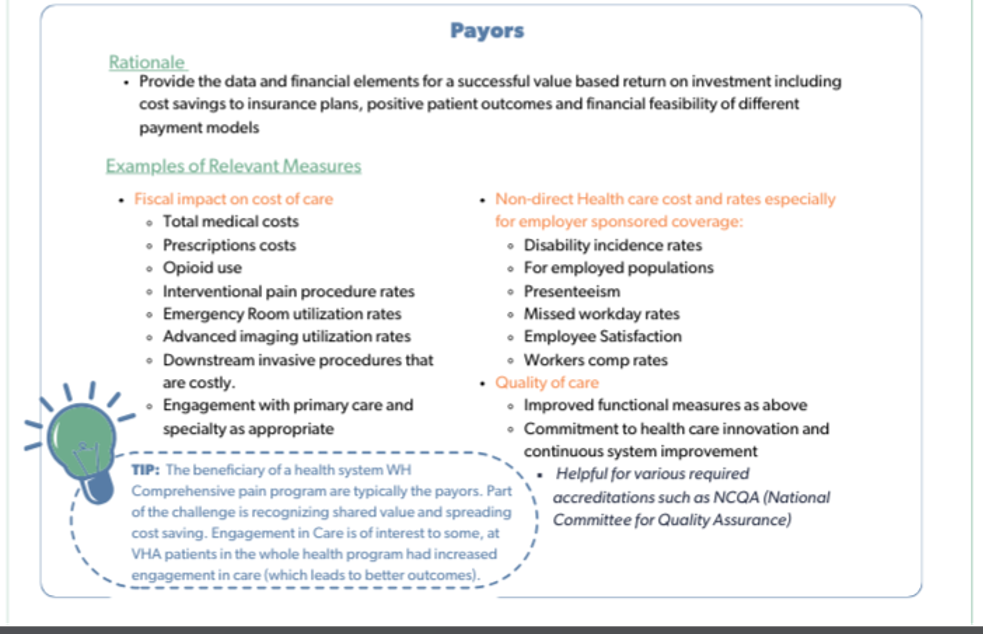 Payors
Rationale
• Provide the data and financial elements for a successful value based return on investment including
cost savings to insurance plans, positive patient outcomes and financial feasibility of different
payment models
Examples of Relevant Measures
• Fiscal impact on cost of care
◦ Total medical costs
◦ Prescriptions costs
◦ Opioid use
◦ Interventional pain procedure rates
◦ Emergency Room utilization rates
◦ Advanced imaging utilization rates
◦ Downstream invasive procedures that
are costly.
◦ Engagement with primary care and
specialty as appropriate
• Non-direct Health care cost and rates especially
for employer sponsored coverage:
◦ Disability incidence rates
◦ For employed populations
◦ Presenteeism
◦ Missed workday rates
◦ Employee Satisfaction
◦ Workers comp rates
• Quality of care
◦ Improved functional measures as above
◦ Commitment to health care innovation and
continuous system improvement
▪ Helpful for various required
accreditations such as NCQA (National
Committee for Quality Assurance)
TIP: The beneficiary of a health system WH
Comprehensive pain program are typically the payors. Part
of the challenge is recognizing shared value and spreading
cost saving. Engagement in Care is of interest to some, at
VHA patients in the whole health program had increased
engagement in care (which leads to better outcomes).